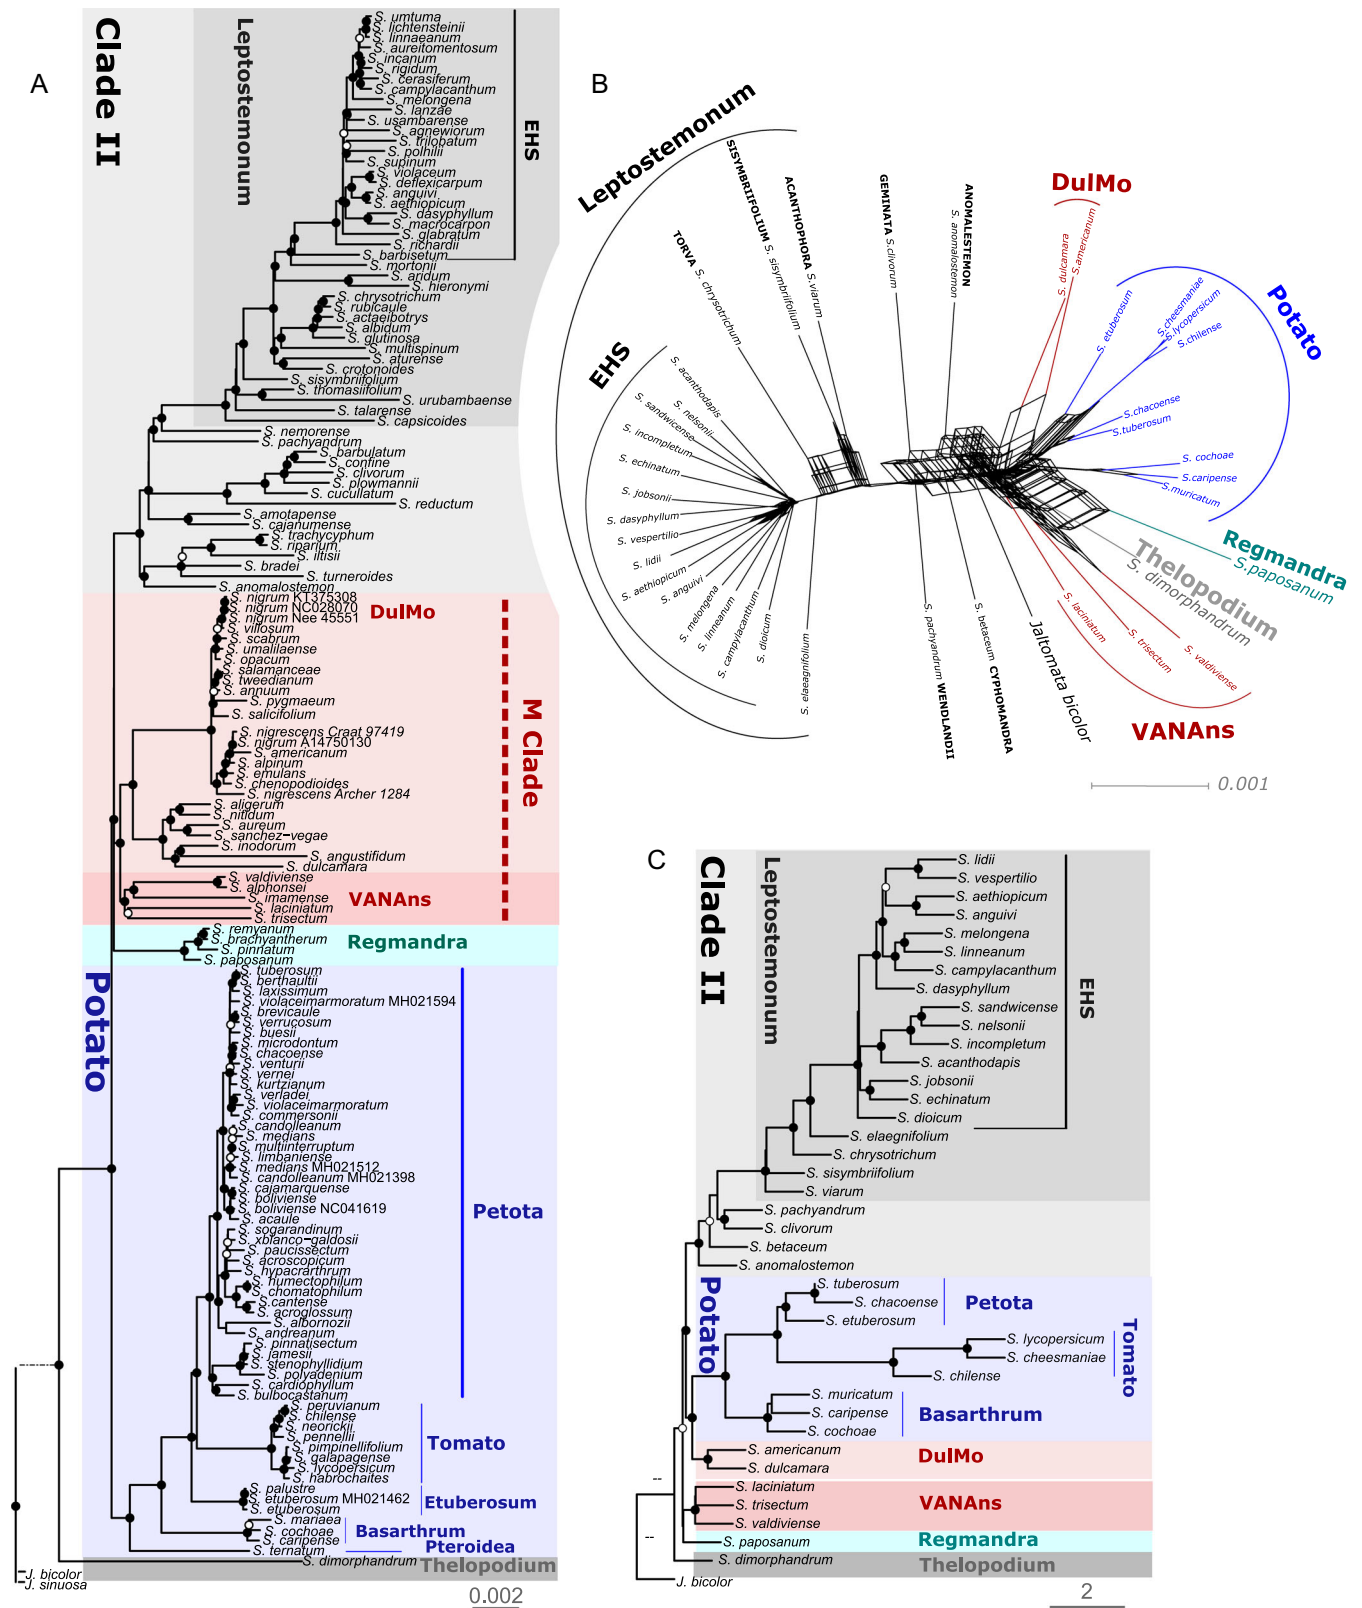 A
Clade II
Leptostemonum
EHS
S. umtuma
S. lichtensteinii
S. linnaeanum
S. aureitomentosum
S. incanum
S. rigidum
S. cerasiferum
S. campylacanthum
S. melongena
S. lanzae
S. usambarense
S. agnewiorum
S. trilobatum
S. polhilii
S. supinum
S. violaceum
S. deflexicarpum
S. anguivi
S. aethiopicum
S. dasyphyllum
S. macrocarpon
S. glabratum
S. richardii
S. barbisetum
S. mortonii
S. aridum
S. hieronymi
S. chrysotrichum
S. rubicaule
S. actaeibotrys
S. albidum
S. glutinosa
S. multispinum
S. aturense
S. crotonoides
S. sisymbriifolium
S. thomasiifolium
S. urubambaense
S. talarense
S. capsicoides
S. nemorense
S. pachyandrum
S. barbulatum
S. confine
S. clivorum
S. plowmannii
S. cucullatum
S. reductum
S. amotapense
S. cajanumense
S. trachycyphum
S. riparium
S. iltisii
S. bradei
S. turneroides
S. anomalostemon
S. nigrum KT375308
S. nigrum NC028070
S. nigrum Nee 45551
S. villosum
S. scabrum
S. umalilaense
S. opacum
S. salamanceae
S. tweedianum
S. annuum
S. pygmaeum
S. salicifolium
S. nigrescens Craat 97419
S. nigrum A14750130
S. americanum
S. alpinum
S. emulans
S. chenopodioides
S. nigrescens Archer 1284
S. aligerum
S. nitidum
S. aureum
S. sanchez−vegae
S. inodorum
S. angustifidum
S. dulcamara
DulMo
M Clade
S. valdiviense
S. alphonsei
S. imamense
S. laciniatum
S. trisectum
VANAns
S. remyanum
S. brachyantherum
S. pinnatum
S. paposanum
Regmandra
Potato
S. tuberosum
S. berthaultii
S. laxissimum
S. violaceimarmoratum MH021594
S. brevicaule
S. verrucosum
S. buesii
S. microdontum
S. chacoense
S. venturii
S. vernei
S. kurtzianum
S. verladei
S. violaceimarmoratum
S. commersonii
S. candolleanum
S. medians
S. multiinterruptum
S. limbaniense
S. medians MH021512
S. candolleanum MH021398
S. cajamarquense
S. boliviense
S. boliviense NC041619
S. acaule
S. sogarandinum
S. xblanco−galdosii
S. paucissectum
S. acroscopicum
S. hypacrarthrum
S. humectophilum
S. chomatophilum
S.cantense
S. acroglossum
S. albornozii
S. andreanum
S. pinnatisectum
S. jamesii
S. stenophyllidium
S. polyadenium
S. cardiophyllum
S. bulbocastanum
Petota
S. peruvianum
S. chilense
S. neorickii
S. pennellii
S. pimpinellifolium
S. galapagense
S. lycopersicum
S. habrochaites
Tomato
S. palustre
S. etuberosum MH021462
S. etuberosum
Etuberosum
S. mariaea
S. cochoae
S. caripense
Basarthrum
S. ternatum
Pteroidea
S. dimorphandrum
Thelopodium
J. bicolor
J. sinuosa
0.002
B
Leptostemonum
EHS
TORVA S. chrysotrichum
SISYMBRIIFOLIUM S. sisymbriifolium
ACANTHOPHORA S.viarum
GEMINATA S.clivorum
ANOMALESTEMON
S. anomalostemon
DulMo
S. dulcamara
S.americanum
Potato
S. etuberosum
S.cheesmaniae
S.lycopersicum
S.chilense
S.chacoense
S.tuberosum
S. cochoae
S.caripense
S.muricatum
Regmandra
S.paposanum
Thelopodium
S. dimorphandrum
S. laciniatum
S. trisectum
S. valdiviense
VANAns
Jaltomata bicolor
S. betaceum CYPHOMANDRA
S. pachyandrum WENDLANDII
S. elaeagnifolium
S. acanthodapis
S. nelsonii
S. sandwicense
S. incompletum
S. echinatum
S. jobsonii
S. dasyphyllum
S. vespertilio
S. lidii
S. aethiopicum
S. anguivi
S. melongena
S. linneanum
S. campylacanthum
S. dioicum
0.001
C
Clade II
Leptostemonum
EHS
S. lidii
S. vespertilio
S. aethiopicum
S. anguivi
S. melongena
S. linneanum
S. campylacanthum
S. dasyphyllum
S. sandwicense
S. nelsonii
S. incompletum
S. acanthodapis
S. jobsonii
S. echinatum
S. dioicum
S. elaegnifolium
S. chrysotrichum
S. sisymbriifolium
S. viarum
S. pachyandrum
S. clivorum
S. betaceum
S. anomalostemon
Potato
S. tuberosum
S. chacoense
S. etuberosum
Petota
S. lycopersicum
S. cheesmaniae
S. chilense
Tomato
S. muricatum
S. caripense
S. cochoae
Basarthrum
S. americanum
S. dulcamara
DulMo
S. laciniatum
S. trisectum
S. valdiviense
VANAns
S. paposanum
Regmandra
S. dimorphandrum
Thelopodium
J. bicolor
2